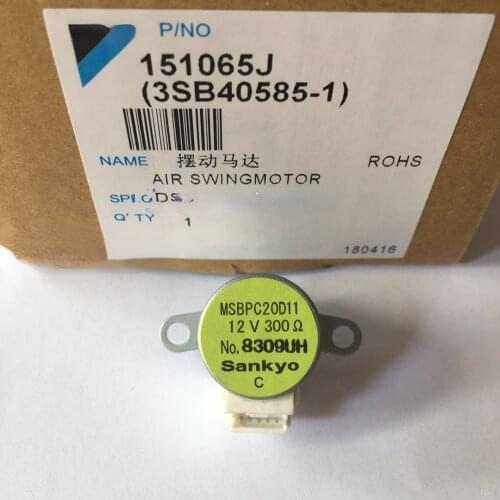 P/NO
151065J
(3SB40585-1)
NAME 摆动马达 ROHS
AIR SWINGMOTOR
DS
Q'TY 1
180416
MSBPC20D11
12 V 300 Ω
No. 8309UH
Sankyo
C